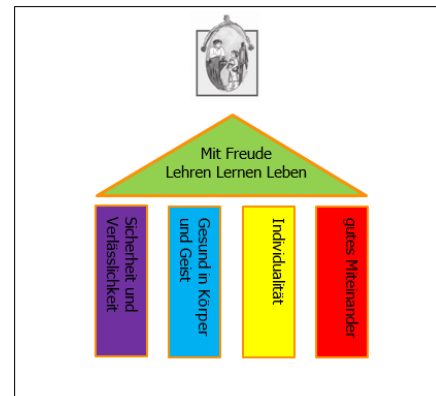 Mit Freude
Lehren Lernen Leben
Sicherheit und
Verlässlichkeit
Gesund in Körper
und Geist
Individualität
gutes Miteinander